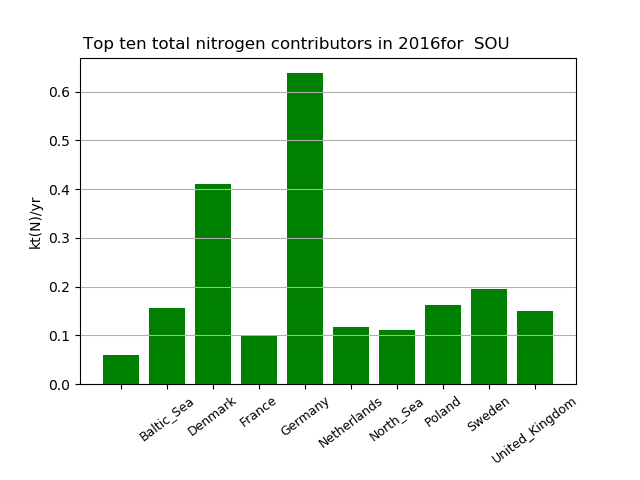 Top ten total nitrogen contributors in 2016for  SOU
kt(N)/yr
0.6
0.5
0.4
0.3
0.2
0.1
0.0
Baltic_Sea
Denmark
France
Germany
Netherlands
North_Sea
Poland
Sweden
United_Kingdom